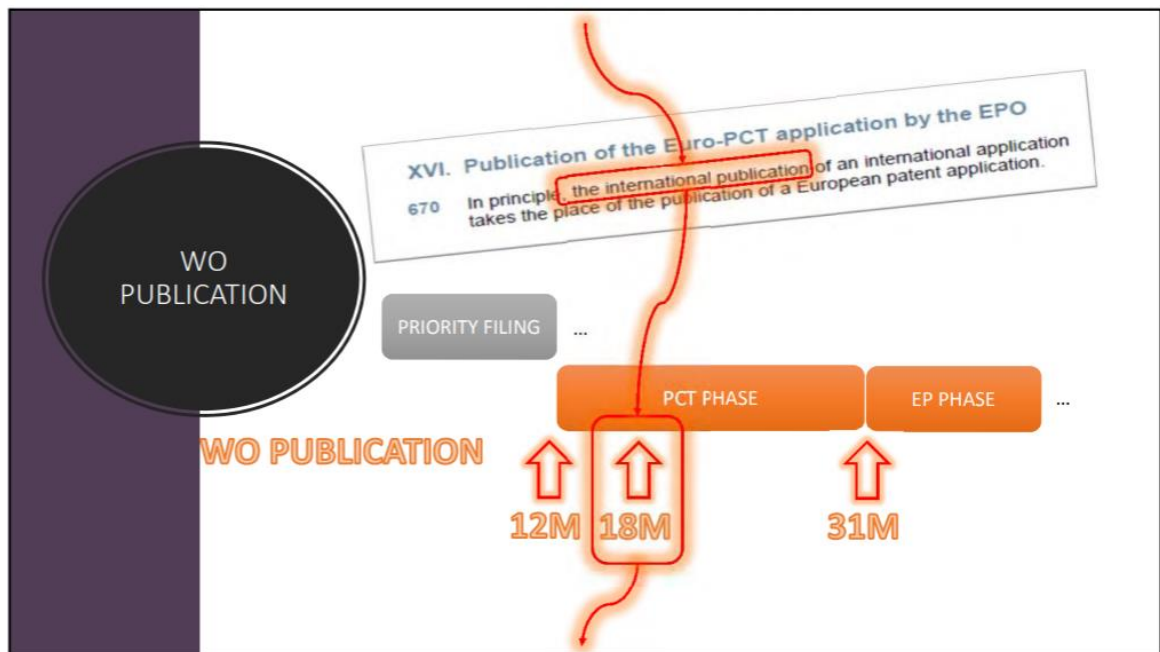 WO
PUBLICATION
XVI. Publication of the Euro-PCT application by the EPO
670 In principle, the international publication of an international application
takes the place of the publication of a European patent application.
PRIORITY FILING ...
PCT PHASE EP PHASE ...
WO PUBLICATION
12M 18M 31M